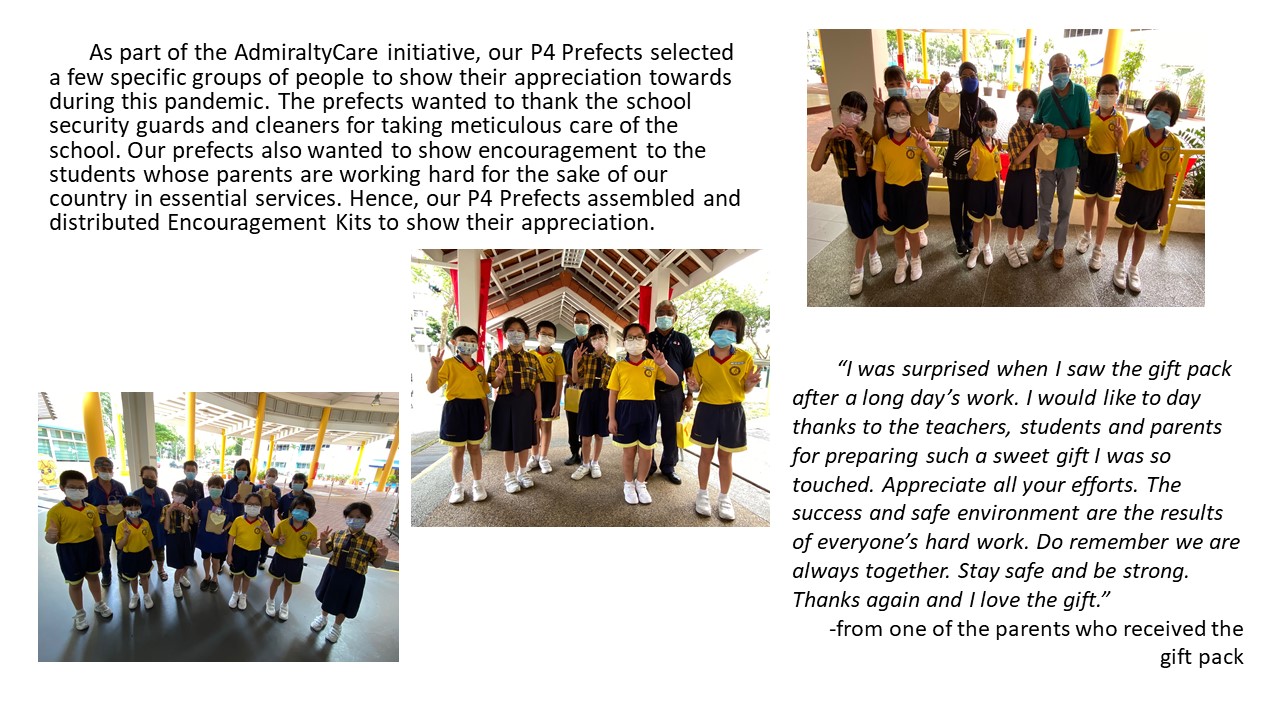 As part of the AdmiraltyCare initiative, our P4 Prefects selected
a few specific groups of people to show their appreciation towards
during this pandemic. The prefects wanted to thank the school
security guards and cleaners for taking meticulous care of the
school. Our prefects also wanted to show encouragement to the
students whose parents are working hard for the sake of our
country in essential services. Hence, our P4 Prefects assembled and
distributed Encouragement Kits to show their appreciation.
“I was surprised when I saw the gift pack
after a long day’s work. I would like to day
thanks to the teachers, students and parents
for preparing such a sweet gift I was so
touched. Appreciate all your efforts. The
success and safe environment are the results
of everyone’s hard work. Do remember we are
always together. Stay safe and be strong.
Thanks again and I love the gift.”
-from one of the parents who received the
gift pack